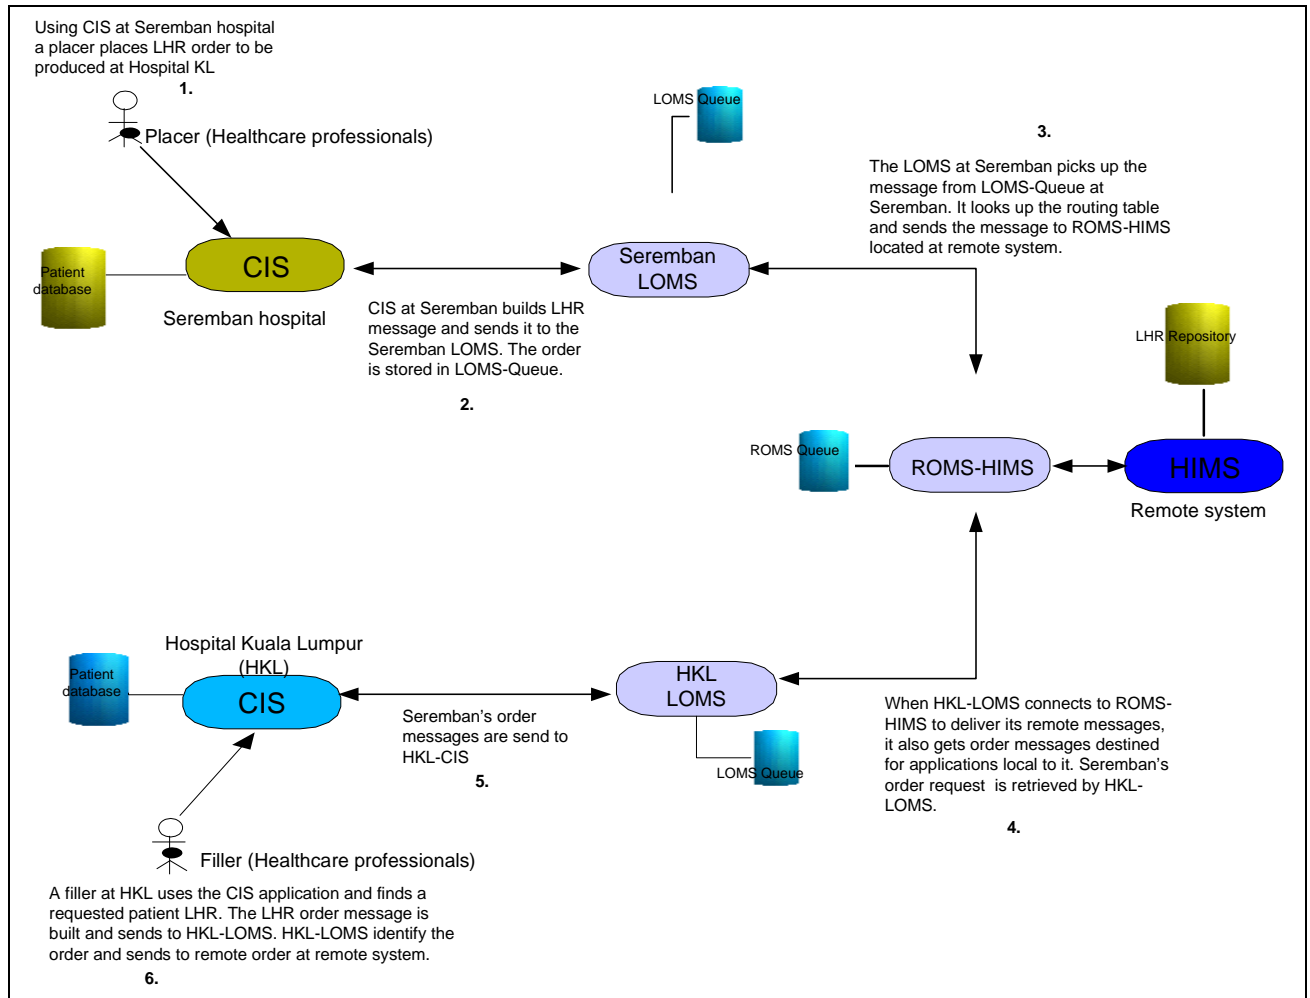 Using CIS at Seremban hospital
a placer places LHR order to be
produced at Hospital KL
1.
Placer (Healthcare professionals)
LOMS Queue
3.
The LOMS at Seremban picks up the
message from LOMS-Queue at
Seremban. It looks up the routing table
and sends the message to ROMS-HIMS
located at remote system.
Patient
database
CIS
Seremban hospital
Seremban
LOMS
CIS at Seremban builds LHR
message and sends it to the
Seremban LOMS. The order
is stored in LOMS-Queue.
2.
LHR Repository
ROMS Queue
ROMS-HIMS
HIMS
Remote system
Hospital Kuala Lumpur
(HKL)
Patient
database
CIS
HKL
LOMS
LOMS Queue
Seremban's order
messages are send to
HKL-CIS
5.
When HKL-LOMS connects to ROMS-
HIMS to deliver its remote messages,
it also gets order messages destined
for applications local to it. Seremban's
order request is retrieved by HKL-
LOMS.
4.
Filler (Healthcare professionals)
A filler at HKL uses the CIS application and finds a
requested patient LHR. The LHR order message is
built and sends to HKL-LOMS. HKL-LOMS identify the
order and sends to remote order at remote system.
6.